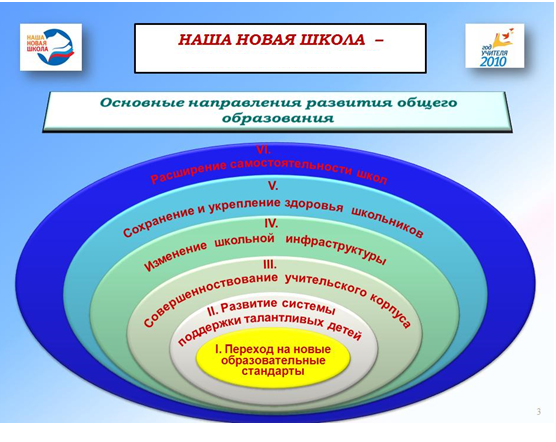 НАША НОВАЯ ШКОЛА –
НАША
НОВАЯ
ШКОЛА
ГОД
УЧИТЕЛЯ
2010
Основные направления развития общего
образования
VI.
Расширение самостоятельности школ
V.
Сохранение и укрепление здоровья школьников
IV.
Изменение школьной инфраструктуры
III.
Совершенноствование учительского корпуса
II. Развитие системы
поддержки талантливых детей
I. Переход на новые
образовательные
стандарты
3